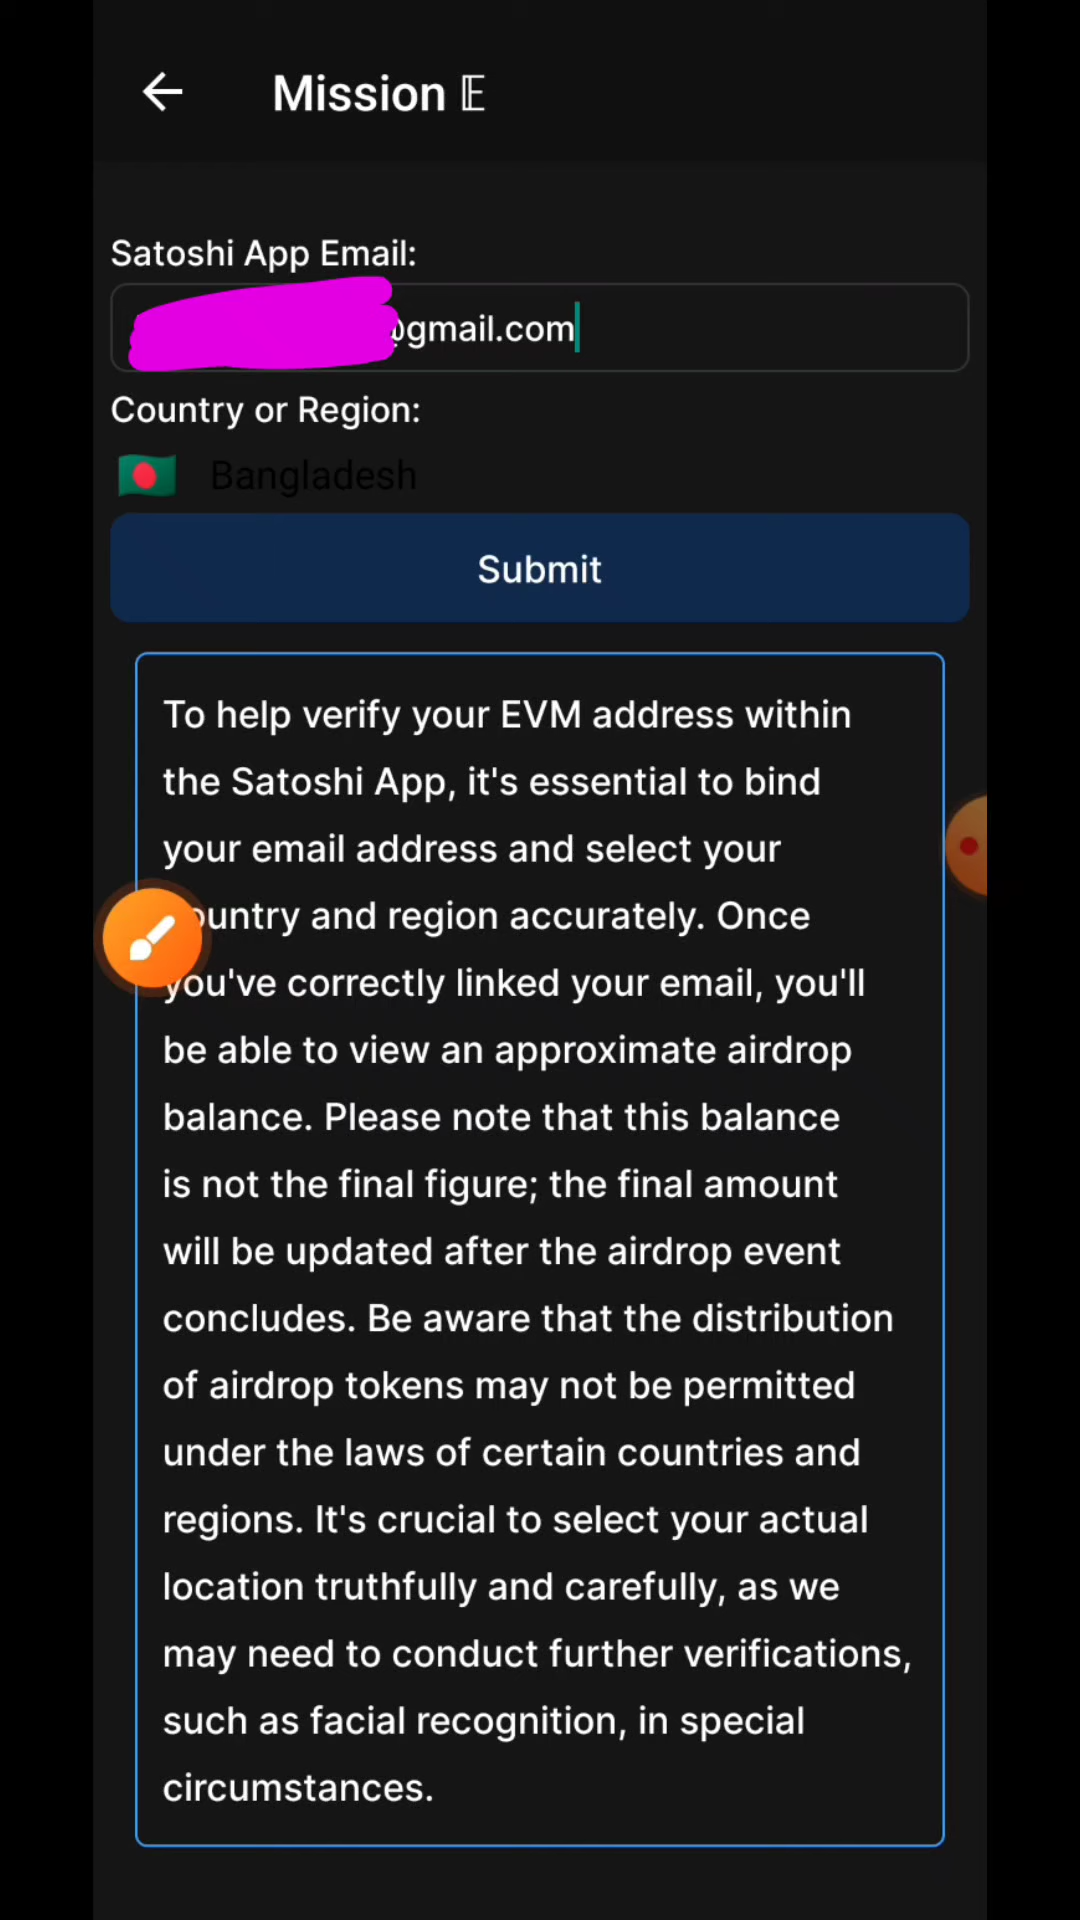 Mission 𝔼
Satoshi App Email:
@gmail.com
Country or Region:
Bangladesh
Submit
To help verify your EVM address within
the Satoshi App, it's essential to bind
your email address and select your
country and region accurately. Once
you've correctly linked your email, you'll
be able to view an approximate airdrop
balance. Please note that this balance
is not the final figure; the final amount
will be updated after the airdrop event
concludes. Be aware that the distribution
of airdrop tokens may not be permitted
under the laws of certain countries and
regions. It's crucial to select your actual
location truthfully and carefully, as we
may need to conduct further verifications,
such as facial recognition, in special
circumstances.